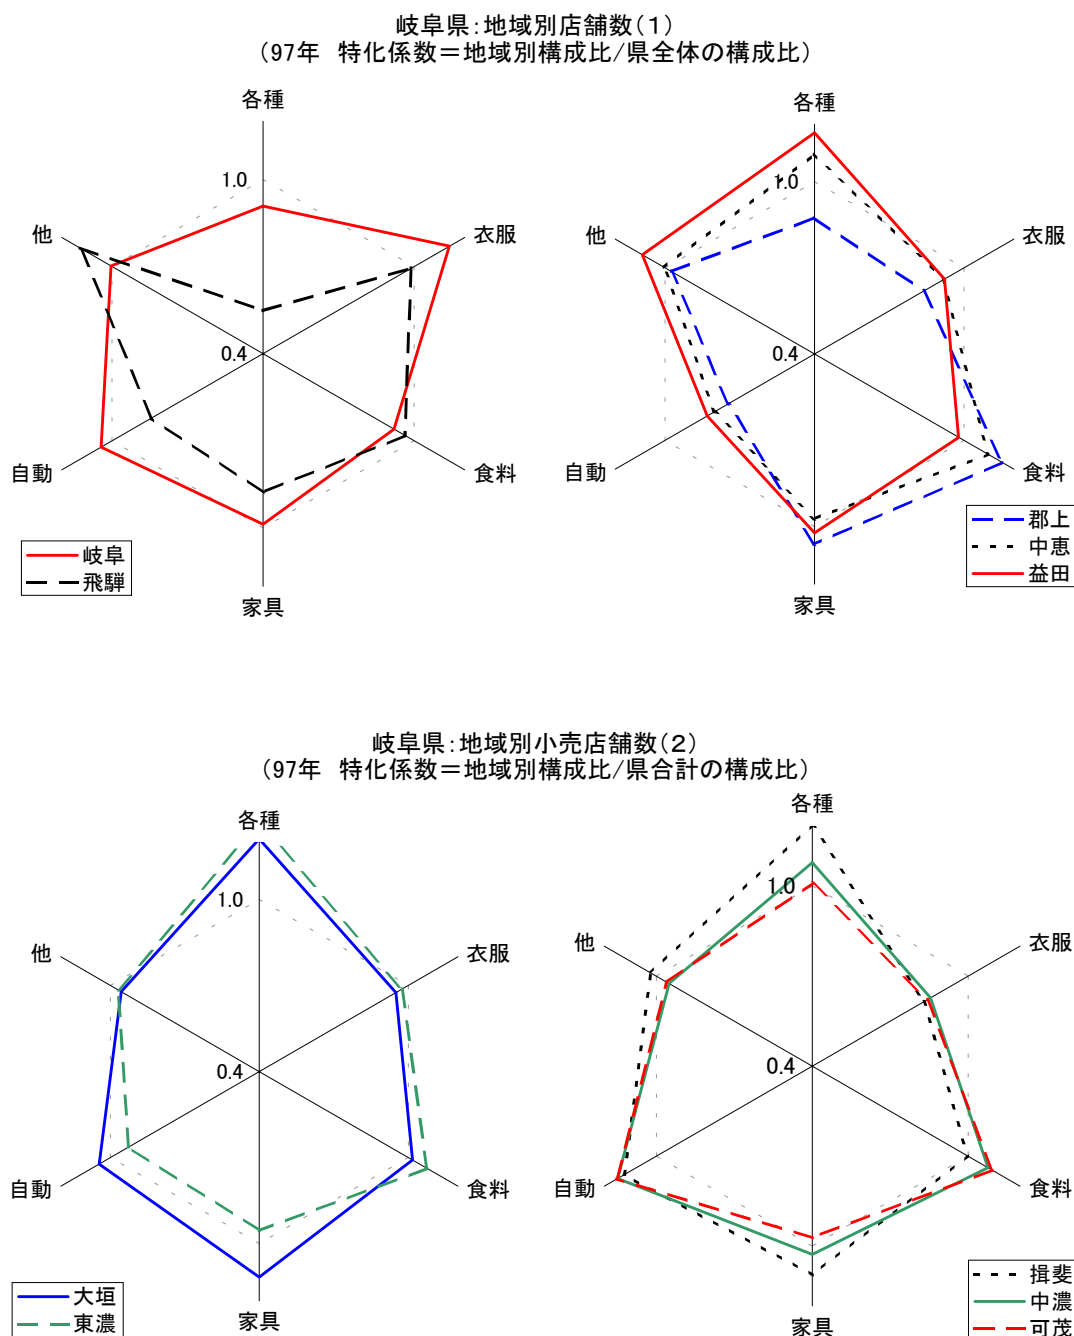 岐阜県:地域別店舗数(1)
(97年 特化係数=地域別構成比/県全体の構成比)
各種
1.0
衣服
他
0.4
自動
食料
家具
岐阜
飛騨
各種
1.0
衣服
他
0.4
自動
食料
家具
郡上
中恵
益田
岐阜県:地域別小売店舗数(2)
(97年 特化係数=地域別構成比/県合計の構成比)
各種
1.0
衣服
他
0.4
自動
食料
家具
大垣
東濃
各種
1.0
衣服
他
0.4
自動
食料
家具
揖斐
中濃
可茂